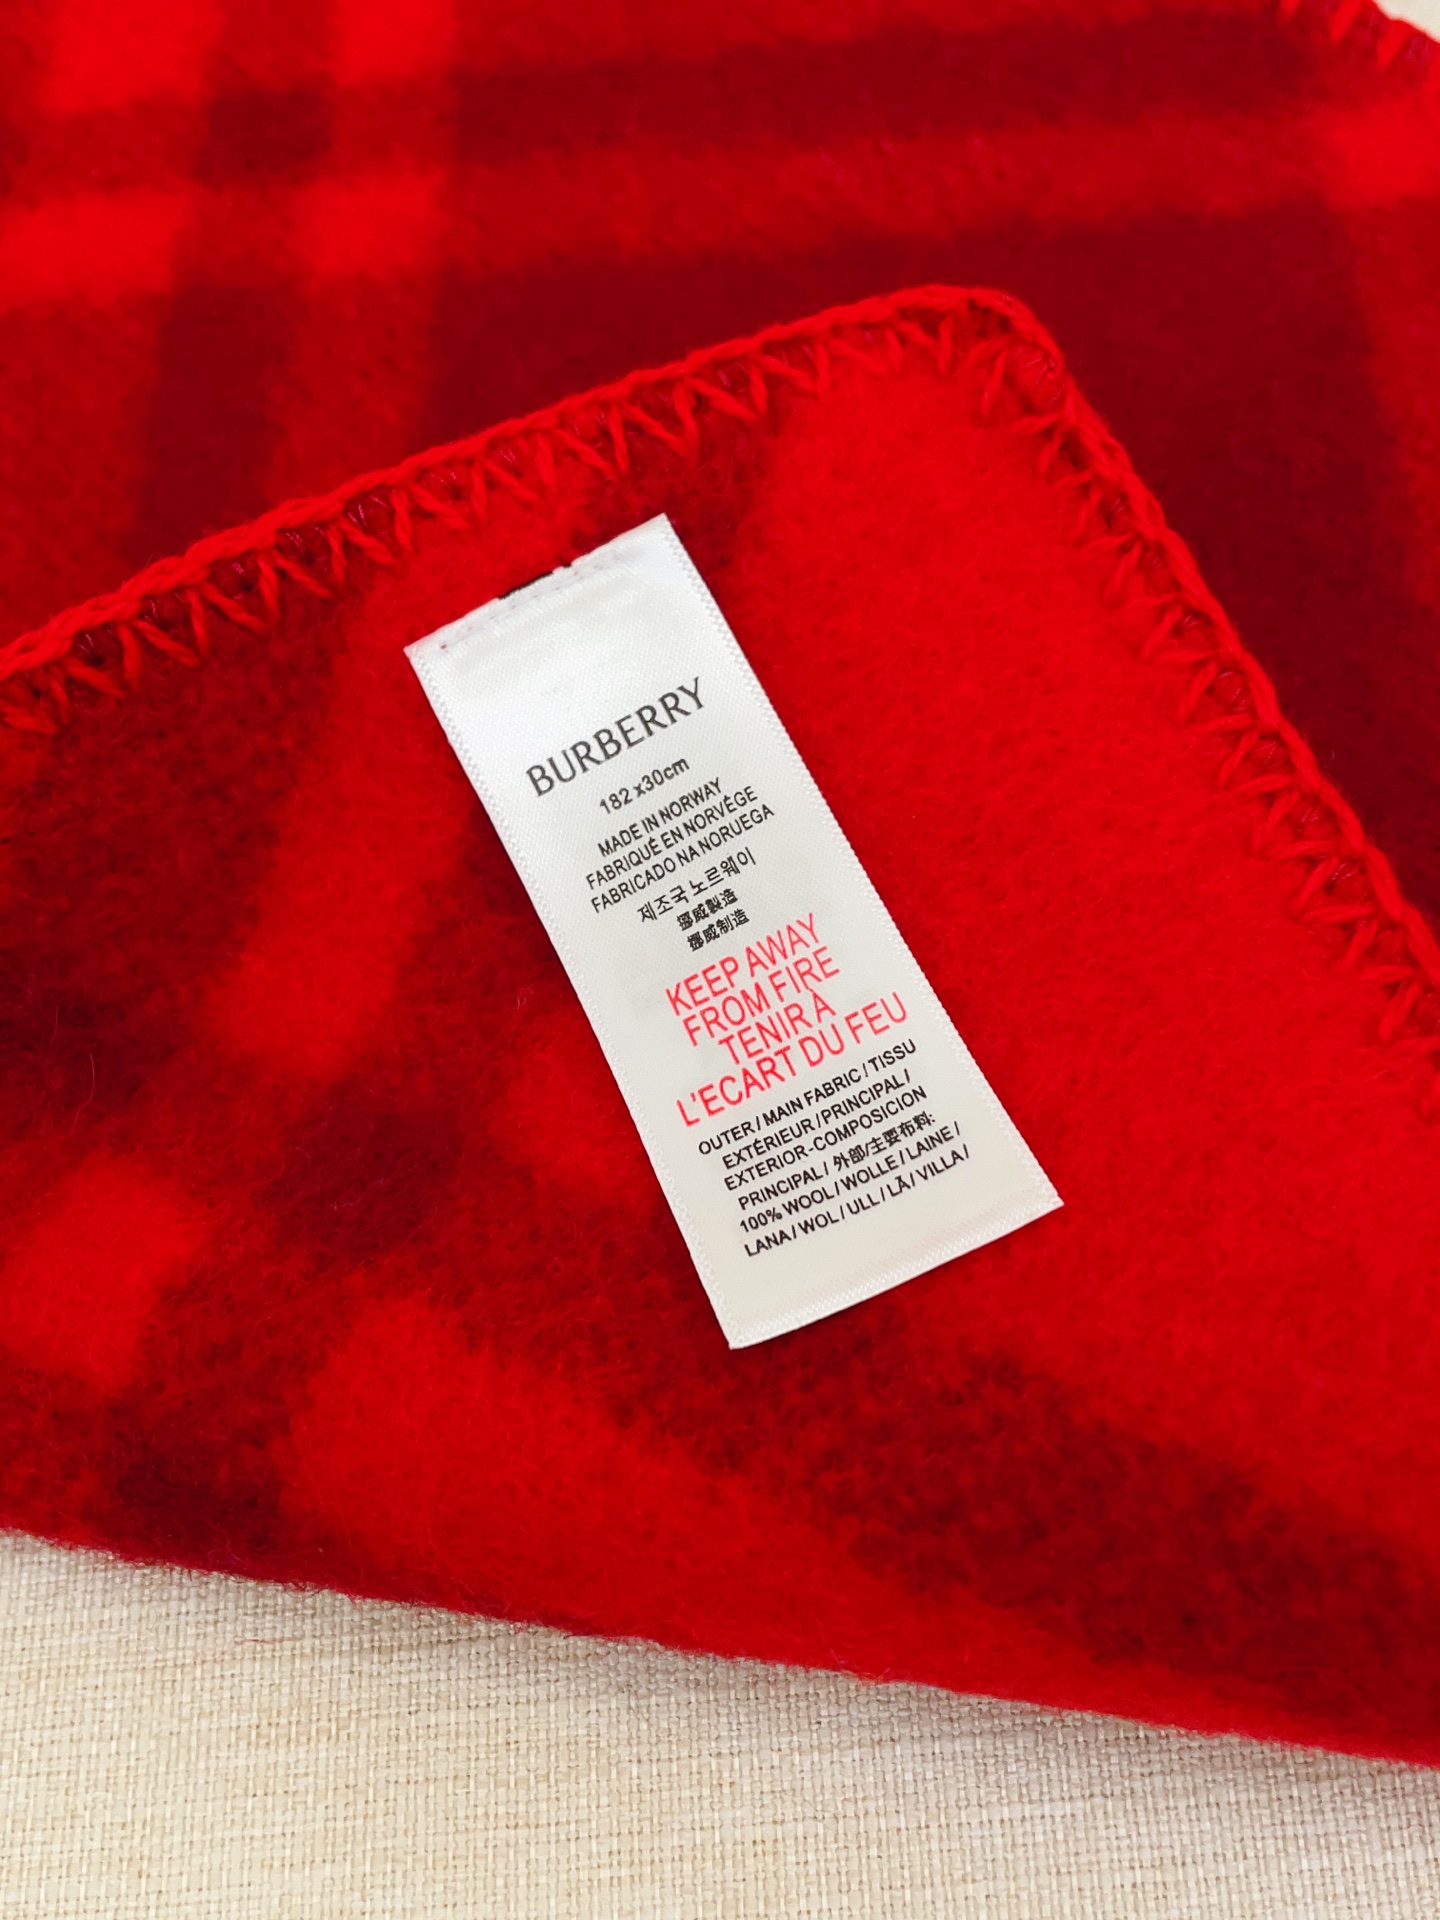 BURBERRY
182 x30cm
MADE IN NORWAY
FABRIQUÉ EN NORVÉGE
FABRICADO NA NORUEGA
제조국 노르웨이
挪威製造
挪威制造
KEEP AWAY
FROM FIRE
TENIR À
L'ECART DU FEU
OUTER / MAIN FABRIC / TISSU
EXTÉRIEUR / PRINCIPAL /
EXTERIOR-COMPOSICION
PRINCIPAL / 外部/主要布料:
100% WOOL / WOLLE / LAINE /
LANA / WOL / ULL / LÃ / VILLA /